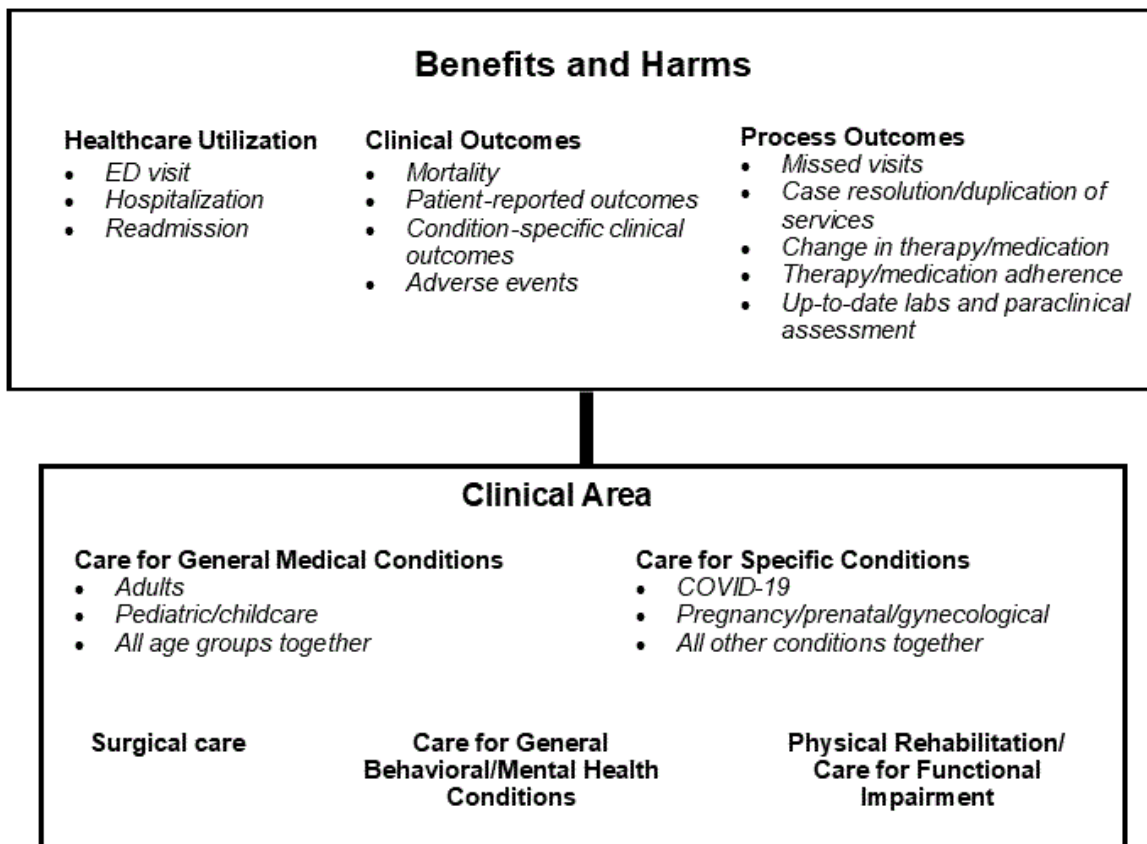 Benefits and Harms
Healthcare Utilization
• ED visit
• Hospitalization
• Readmission
Clinical Outcomes
• Mortality
• Patient-reported outcomes
• Condition-specific clinical
outcomes
• Adverse events
Process Outcomes
• Missed visits
• Case resolution/duplication of
services
• Change in therapy/medication
• Therapy/medication adherence
• Up-to-date labs and paraclinical
assessment
Clinical Area
Care for General Medical Conditions
• Adults
• Pediatric/childcare
• All age groups together
Care for Specific Conditions
• COVID-19
• Pregnancy/prenatal/gynecological
• All other conditions together
Surgical care
Care for General
Behavioral/Mental Health
Conditions
Physical Rehabilitation/
Care for Functional
Impairment